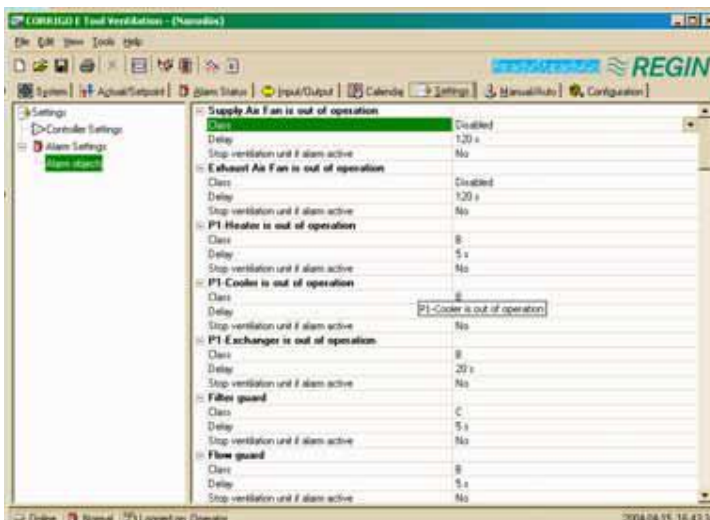 CORRIGO E Tool Ventilation - (Namnlös)
File Edit View Tools Help
REGIN
System Actual/Setpoint Alarm Status Input/Output Calendar Settings Manual/Auto Configuration
Settings
Controller Settings
Alarm Settings
Alarm objects
Supply Air Fan is out of operation
Class Disabled
Delay 120 s
Stop ventilation unit if alarm active No
Exhaust Air Fan is out of operation
Class Disabled
Delay 120 s
Stop ventilation unit if alarm active No
P1-Heater is out of operation
Class B
Delay 5 s
Stop ventilation unit if alarm active No
P1-Cooler is out of operation
Class
Delay P1-Cooler is out of operation
Stop ventilation unit if alarm active No
P1-Exchanger is out of operation
Class B
Delay 20 s
Stop ventilation unit if alarm active No
Filter guard
Class C
Delay 5 s
Stop ventilation unit if alarm active No
Flow guard
Class B
Delay 5 s
Stop ventilation unit if alarm active No
Online Normal Logged on: Operator